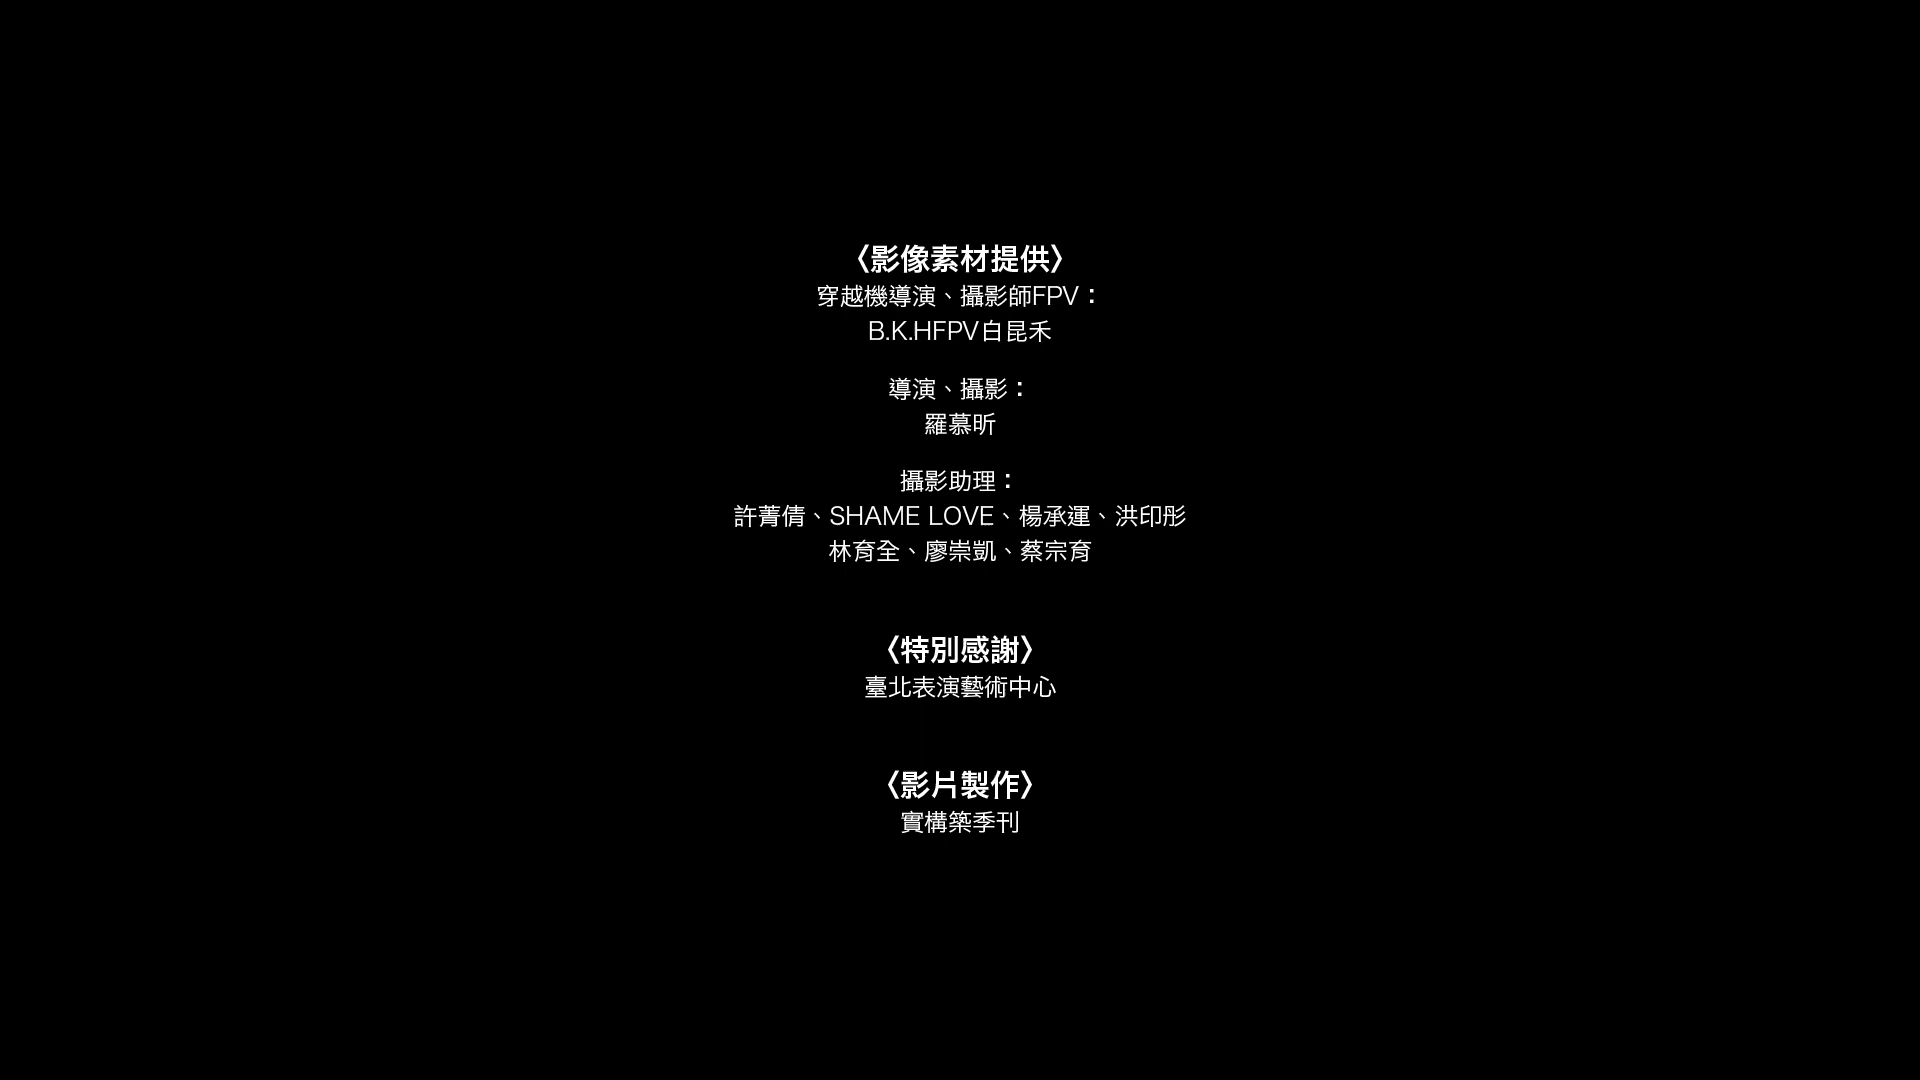 〈影像素材提供〉
穿越機導演、攝影師FPV：
B.K.HFPV白昆禾
導演、攝影：
羅慕昕
攝影助理：
許菁倩、SHAME LOVE、楊承運、洪印彤
林育全、廖崇凱、蔡宗育
〈特別感謝〉
臺北表演藝術中心
〈影片製作〉
實構築季刊